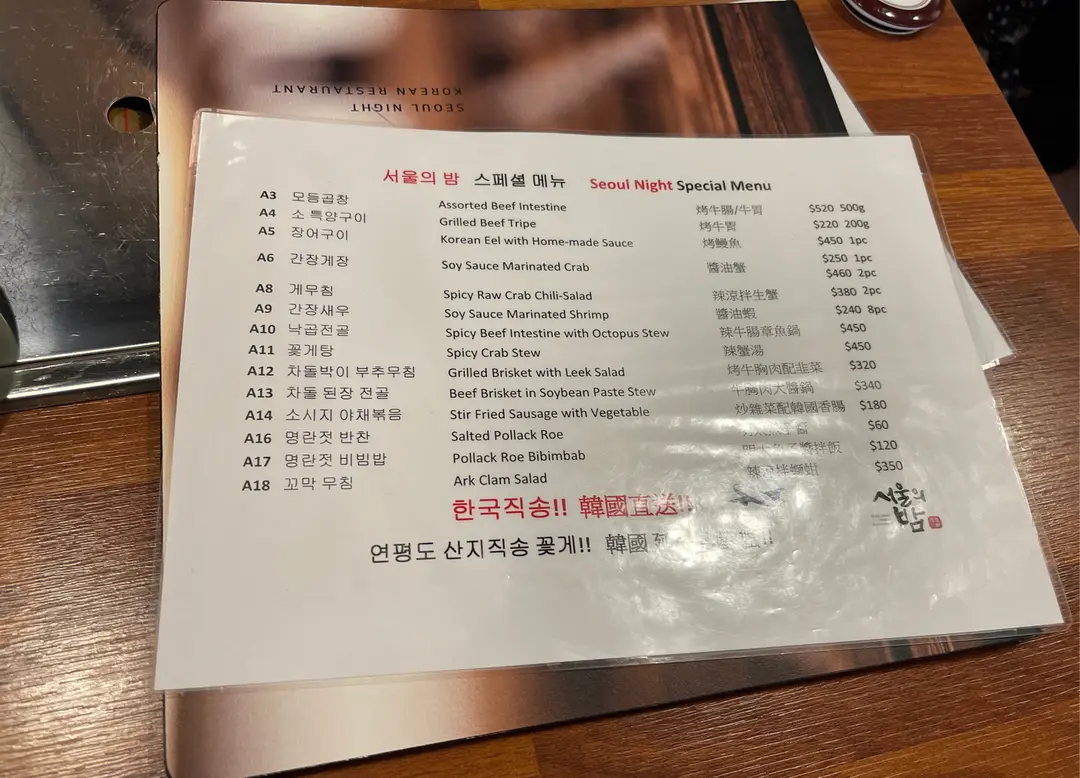 SEOUL NIGHT
KOREAN RESTAURANT
서울의 밤 스페셜 메뉴 Seoul Night Special Menu
A3 모듬곱창 Assorted Beef Intestine 烤牛腸/牛胃 $520 500g
A4 소 특양구이 Grilled Beef Tripe 烤牛胃 $220 200g
A5 장어구이 Korean Eel with Home-made Sauce 烤鰻魚 $450 1pc
A6 간장게장 Soy Sauce Marinated Crab 醬油蟹 $250 1pc
$460 2pc
A8 게무침 Spicy Raw Crab Chili-Salad 辣涼拌生蟹 $380 2pc
A9 간장새우 Soy Sauce Marinated Shrimp 醬油蝦 $240 8pc
A10 낙곱전골 Spicy Beef Intestine with Octopus Stew 辣牛腸章魚鍋 $450
A11 꽃게탕 Spicy Crab Stew 辣蟹湯 $450
A12 차돌박이 부추무침 Grilled Brisket with Leek Salad 烤牛胸肉配韭菜 $320
A13 차돌 된장 전골 Beef Brisket in Soybean Paste Stew 牛胸肉大醬鍋 $340
A14 소시지 야채볶음 Stir Fried Sausage with Vegetable 炒雜菜配韓國香腸 $180
A16 명란젓 반찬 Salted Pollack Roe $60
A17 명란젓 비빔밥 Pollack Roe Bibimbab $120
A18 꼬막 무침 Ark Clam Salad $350
한국직송!! 韓國直送!!
연평도 산지직송 꽃게!! 韓國
서울의
밤